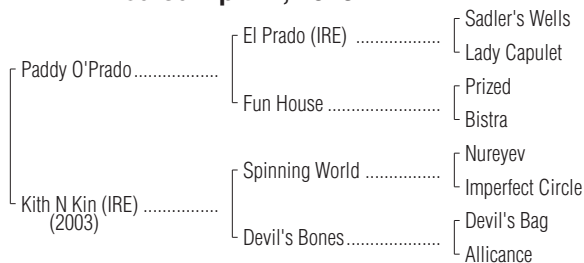 Sadler's Wells
El Prado (IRE) ..................
Lady Capulet
Paddy O'Prado ..................
Prized
Fun House ........................
Bistra
Nureyev
Spinning World ................
Imperfect Circle
Kith N Kin (IRE) ................
(2003)
Devil's Bag
Devil's Bones ....................
Allicance